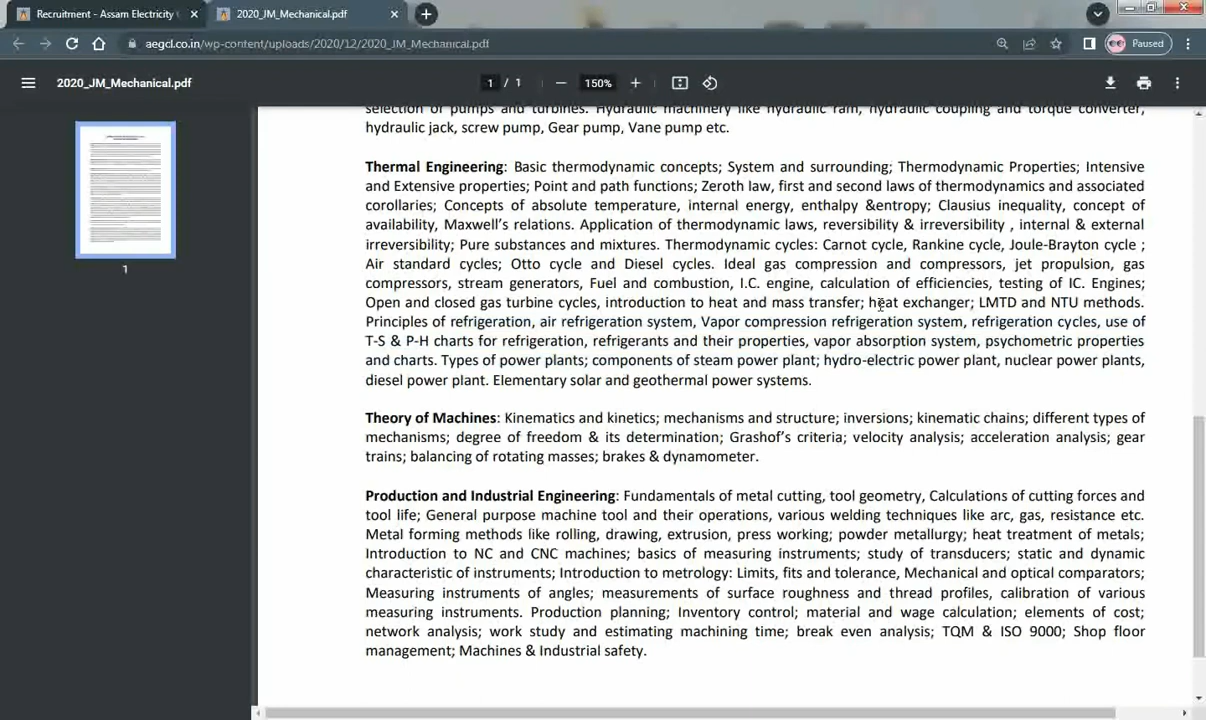 Recruitment - Assam Electricity
2020_JM_Mechanical.pdf
aegcl.co.in/wp-content/uploads/2020/12/2020_JM_Mechanical.pdf
Paused
2020_JM_Mechanical.pdf
1 / 1
150%
1
selection of pumps and turbines. Hydraulic machinery like hydraulic ram, hydraulic coupling and torque converter,
hydraulic jack, screw pump, Gear pump, Vane pump etc.
Thermal Engineering: Basic thermodynamic concepts; System and surrounding; Thermodynamic Properties; Intensive
and Extensive properties; Point and path functions; Zeroth law, first and second laws of thermodynamics and associated
corollaries; Concepts of absolute temperature, internal energy, enthalpy &entropy; Clausius inequality, concept of
availability, Maxwell's relations. Application of thermodynamic laws, reversibility & irreversibility , internal & external
irreversibility; Pure substances and mixtures. Thermodynamic cycles: Carnot cycle, Rankine cycle, Joule-Brayton cycle ;
Air standard cycles; Otto cycle and Diesel cycles. Ideal gas compression and compressors, jet propulsion, gas
compressors, stream generators, Fuel and combustion, I.C. engine, calculation of efficiencies, testing of IC. Engines;
Open and closed gas turbine cycles, introduction to heat and mass transfer; heat exchanger; LMTD and NTU methods.
Principles of refrigeration, air refrigeration system, Vapor compression refrigeration system, refrigeration cycles, use of
T-S & P-H charts for refrigeration, refrigerants and their properties, vapor absorption system, psychometric properties
and charts. Types of power plants; components of steam power plant; hydro-electric power plant, nuclear power plants,
diesel power plant. Elementary solar and geothermal power systems.
Theory of Machines: Kinematics and kinetics; mechanisms and structure; inversions; kinematic chains; different types of
mechanisms; degree of freedom & its determination; Grashof's criteria; velocity analysis; acceleration analysis; gear
trains; balancing of rotating masses; brakes & dynamometer.
Production and Industrial Engineering: Fundamentals of metal cutting, tool geometry, Calculations of cutting forces and
tool life; General purpose machine tool and their operations, various welding techniques like arc, gas, resistance etc.
Metal forming methods like rolling, drawing, extrusion, press working; powder metallurgy; heat treatment of metals;
Introduction to NC and CNC machines; basics of measuring instruments; study of transducers; static and dynamic
characteristic of instruments; Introduction to metrology: Limits, fits and tolerance, Mechanical and optical comparators;
Measuring instruments of angles; measurements of surface roughness and thread profiles, calibration of various
measuring instruments. Production planning; Inventory control; material and wage calculation; elements of cost;
network analysis; work study and estimating machining time; break even analysis; TQM & ISO 9000; Shop floor
management; Machines & Industrial safety.